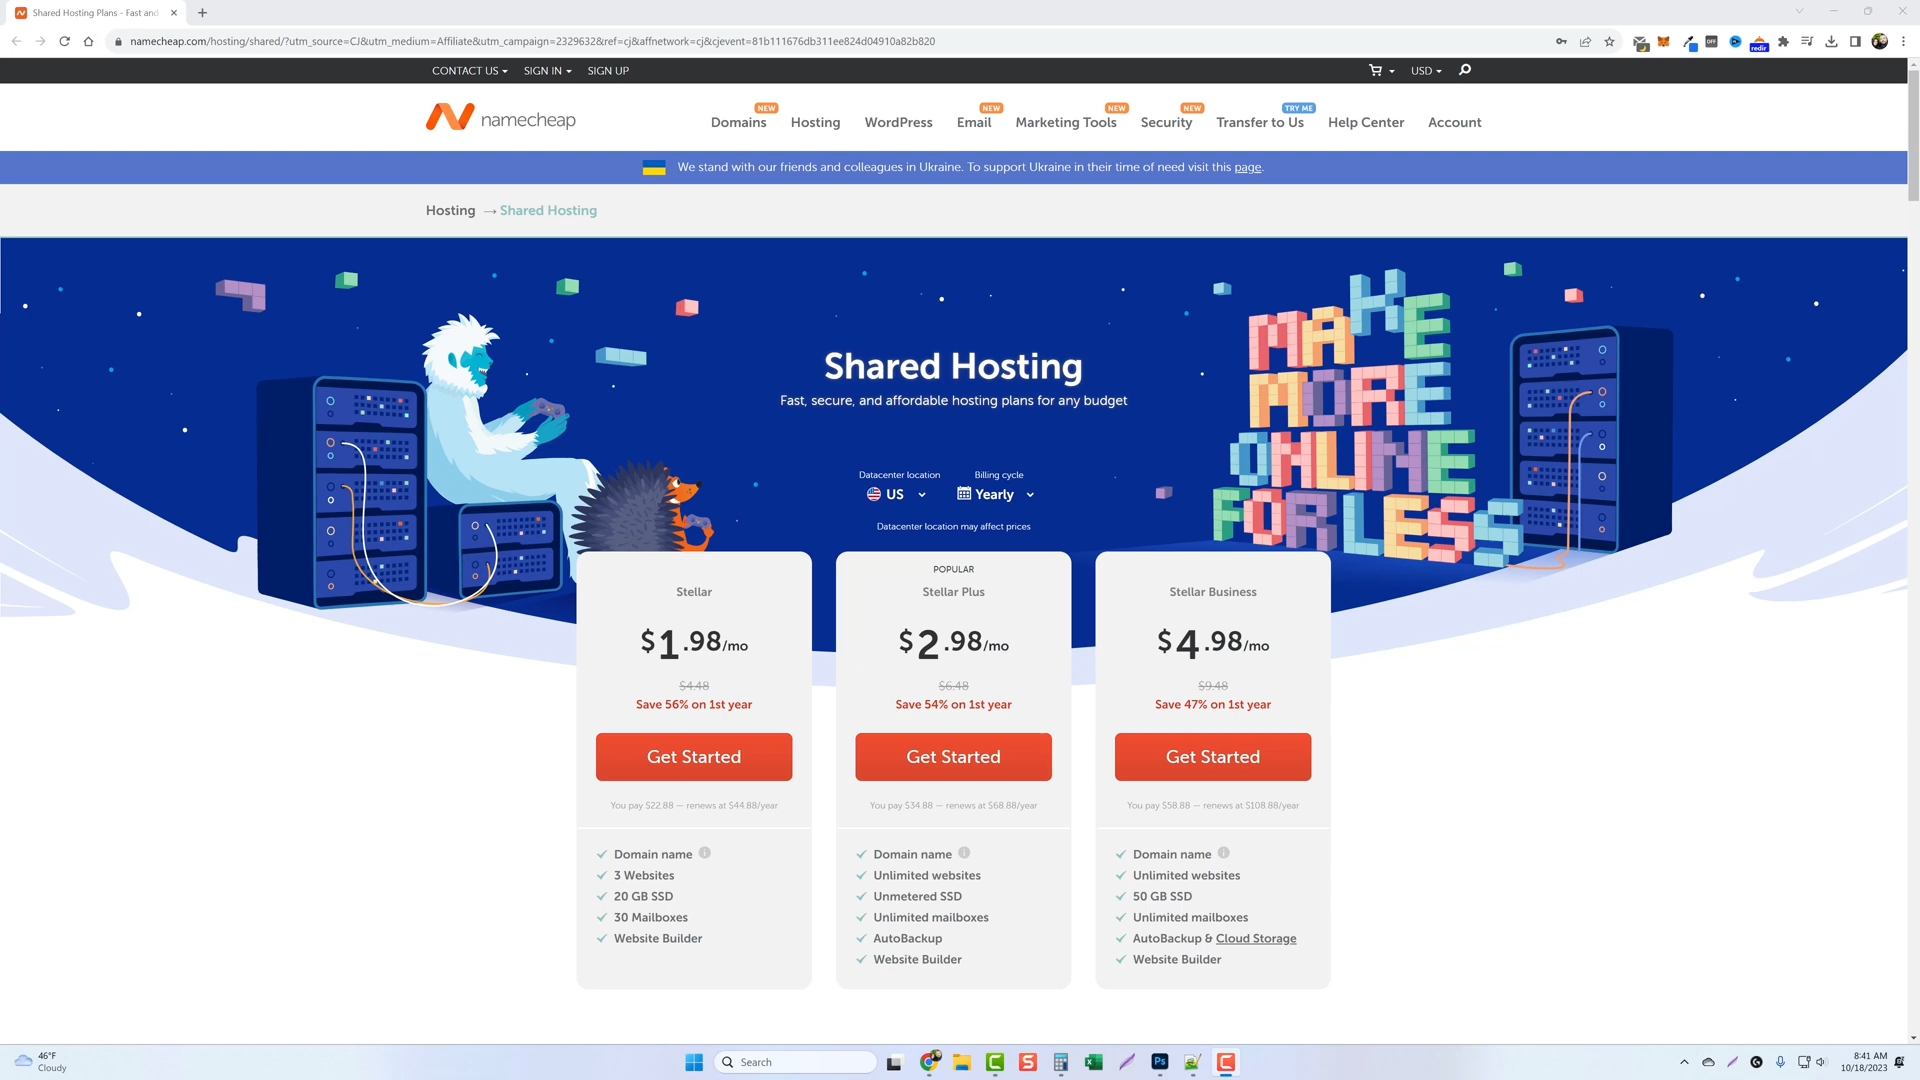 Shared Hosting Plans - Fast and
namecheap.com/hosting/shared/?utm_source=CJ&utm_medium=Affiliate&utm_campaign=2329632&ref=cj&affnetwork=cj&cjevent=81b111676db311ee824d04910a82b820
OFF
redir
CONTACT US
SIGN IN
SIGN UP
USD
namecheap
NEW
NEW
NEW
NEW
TRY ME
Domains
Hosting
WordPress
Email
Marketing Tools
Security
Transfer to Us
Help Center
Account
We stand with our friends and colleagues in Ukraine. To support Ukraine in their time of need visit this page.
Hosting → Shared Hosting
MAKE
MORE
ONLINE
FOR LESS
Shared Hosting
Fast, secure, and affordable hosting plans for any budget
Datacenter location
US
Billing cycle
Yearly
Datacenter location may affect prices
Stellar
$1.98/mo
$4.48
Save 56% on 1st year
Get Started
You pay $22.88 — renews at $44.88/year
Domain name
3 Websites
20 GB SSD
30 Mailboxes
Website Builder
POPULAR
Stellar Plus
$2.98/mo
$6.48
Save 54% on 1st year
Get Started
You pay $34.88 — renews at $68.88/year
Domain name
Unlimited websites
Unmetered SSD
Unlimited mailboxes
AutoBackup
Website Builder
Stellar Business
$4.98/mo
$9.48
Save 47% on 1st year
Get Started
You pay $58.88 — renews at $108.88/year
Domain name
Unlimited websites
50 GB SSD
Unlimited mailboxes
AutoBackup & Cloud Storage
Website Builder
46°F
Cloudy
Search
Ps
8:41 AM
10/18/2023